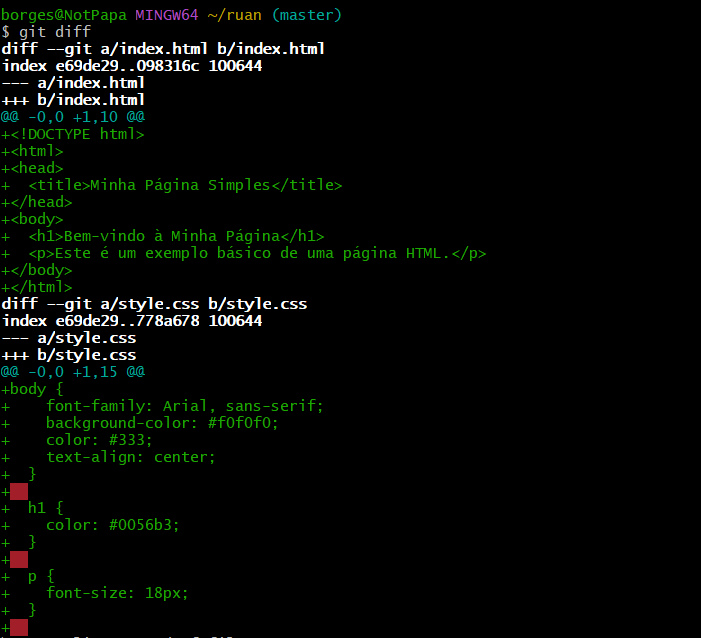 borges@NotPapa MINGW64 ~/ruan (master)
$ git diff
diff --git a/index.html b/index.html
index e69de29..098316c 100644
--- a/index.html
+++ b/index.html
@@ -0,0 +1,10 @@
+<!DOCTYPE html>
+<html>
+<head>
+  <title>Minha Página Simples</title>
+</head>
+<body>
+  <h1>Bem-vindo à Minha Página</h1>
+  <p>Este é um exemplo básico de uma página HTML.</p>
+</body>
+</html>
diff --git a/style.css b/style.css
index e69de29..778a678 100644
--- a/style.css
+++ b/style.css
@@ -0,0 +1,15 @@
+body {
+    font-family: Arial, sans-serif;
+    background-color: #f0f0f0;
+    color: #333;
+    text-align: center;
+  }
+
+  h1 {
+    color: #0056b3;
+  }
+
+  p {
+    font-size: 18px;
+  }
+